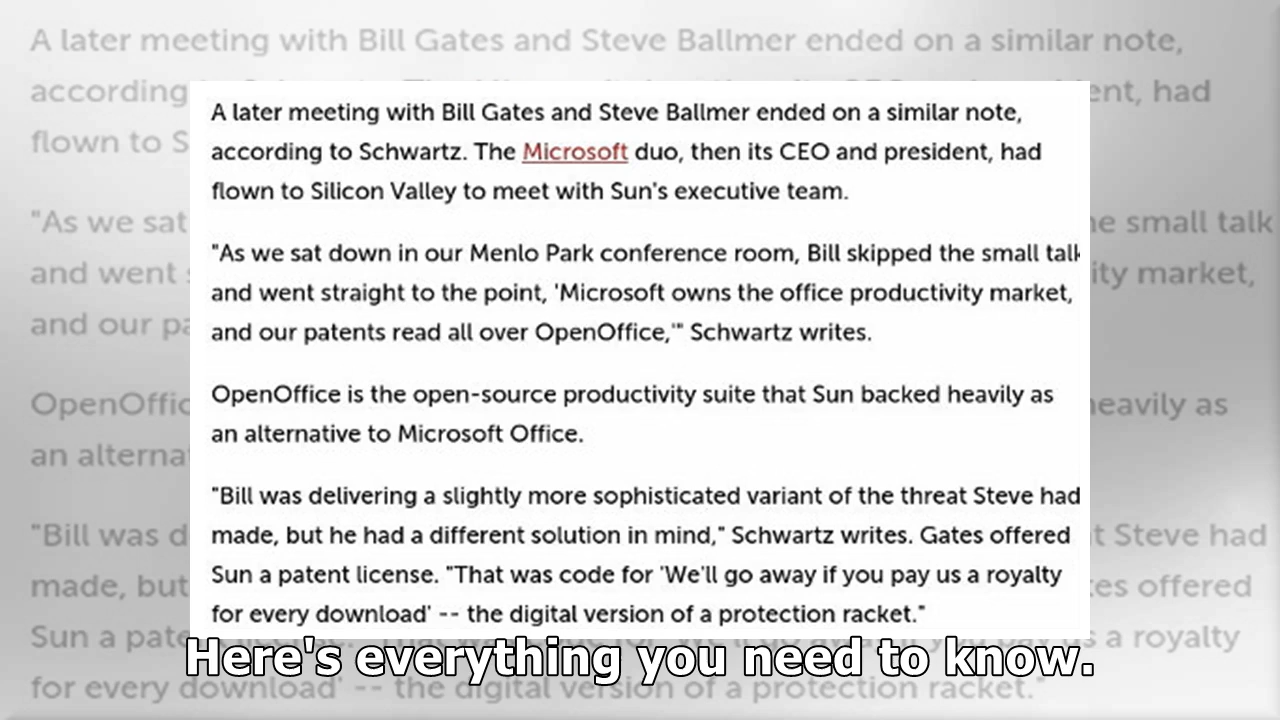 A later meeting with Bill Gates and Steve Ballmer ended on a similar note,
according to Schwartz. The Microsoft duo, then its CEO and president, had
flown to Silicon Valley to meet with Sun's executive team.
"As we sat down in our Menlo Park conference room, Bill skipped the small talk
and went straight to the point, 'Microsoft owns the office productivity market,
and our patents read all over OpenOffice,'" Schwartz writes.
OpenOffice is the open-source productivity suite that Sun backed heavily as
an alternative to Microsoft Office.
"Bill was delivering a slightly more sophisticated variant of the threat Steve had
made, but he had a different solution in mind," Schwartz writes. Gates offered
Sun a patent license. "That was code for 'We'll go away if you pay us a royalty
for every download' -- the digital version of a protection racket."
Here's everything you need to know.